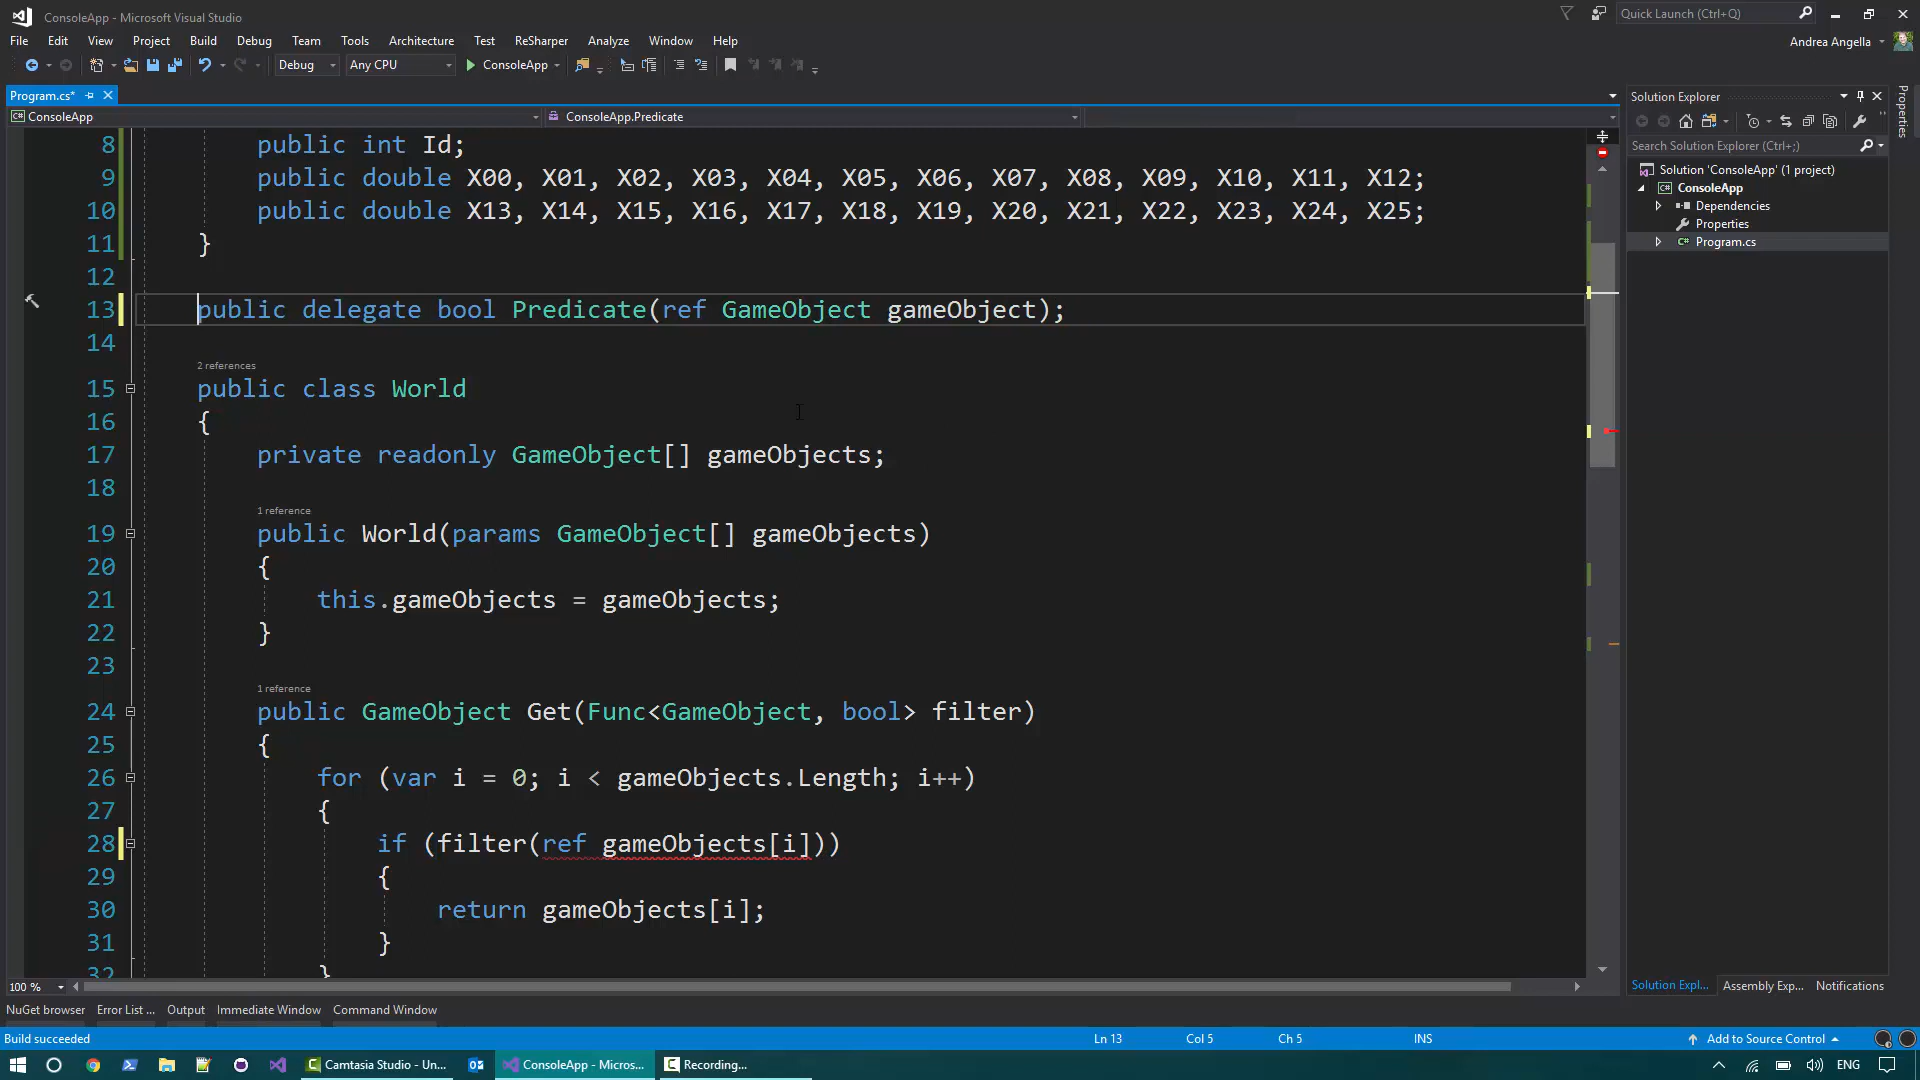 ConsoleApp - Microsoft Visual Studio
Quick Launch (Ctrl+Q)
File Edit View Project Build Debug Team Tools Architecture Test ReSharper Analyze Window Help
Andrea Angella
Debug Any CPU ConsoleApp
Program.cs*
ConsoleApp ConsoleApp.Predicate
8 public int Id;
9 public double X00, X01, X02, X03, X04, X05, X06, X07, X08, X09, X10, X11, X12;
10 public double X13, X14, X15, X16, X17, X18, X19, X20, X21, X22, X23, X24, X25;
11 }
12
13 public delegate bool Predicate(ref GameObject gameObject);
14
2 references
15 public class World
16 {
17 private readonly GameObject[] gameObjects;
18
1 reference
19 public World(params GameObject[] gameObjects)
20 {
21 this.gameObjects = gameObjects;
22 }
23
1 reference
24 public GameObject Get(Func<GameObject, bool> filter)
25 {
26 for (var i = 0; i < gameObjects.Length; i++)
27 {
28 if (filter(ref gameObjects[i]))
29 {
30 return gameObjects[i];
31 }
32 }
100 %
Solution Explorer
Search Solution Explorer (Ctrl+;)
Solution 'ConsoleApp' (1 project)
ConsoleApp
Dependencies
Properties
Program.cs
Solution Expl... Assembly Exp... Notifications
Properties
NuGet browser Error List ... Output Immediate Window Command Window
Build succeeded Ln 13 Col 5 Ch 5 INS Add to Source Control
Camtasia Studio - Un... ConsoleApp - Micros... Recording... ENG